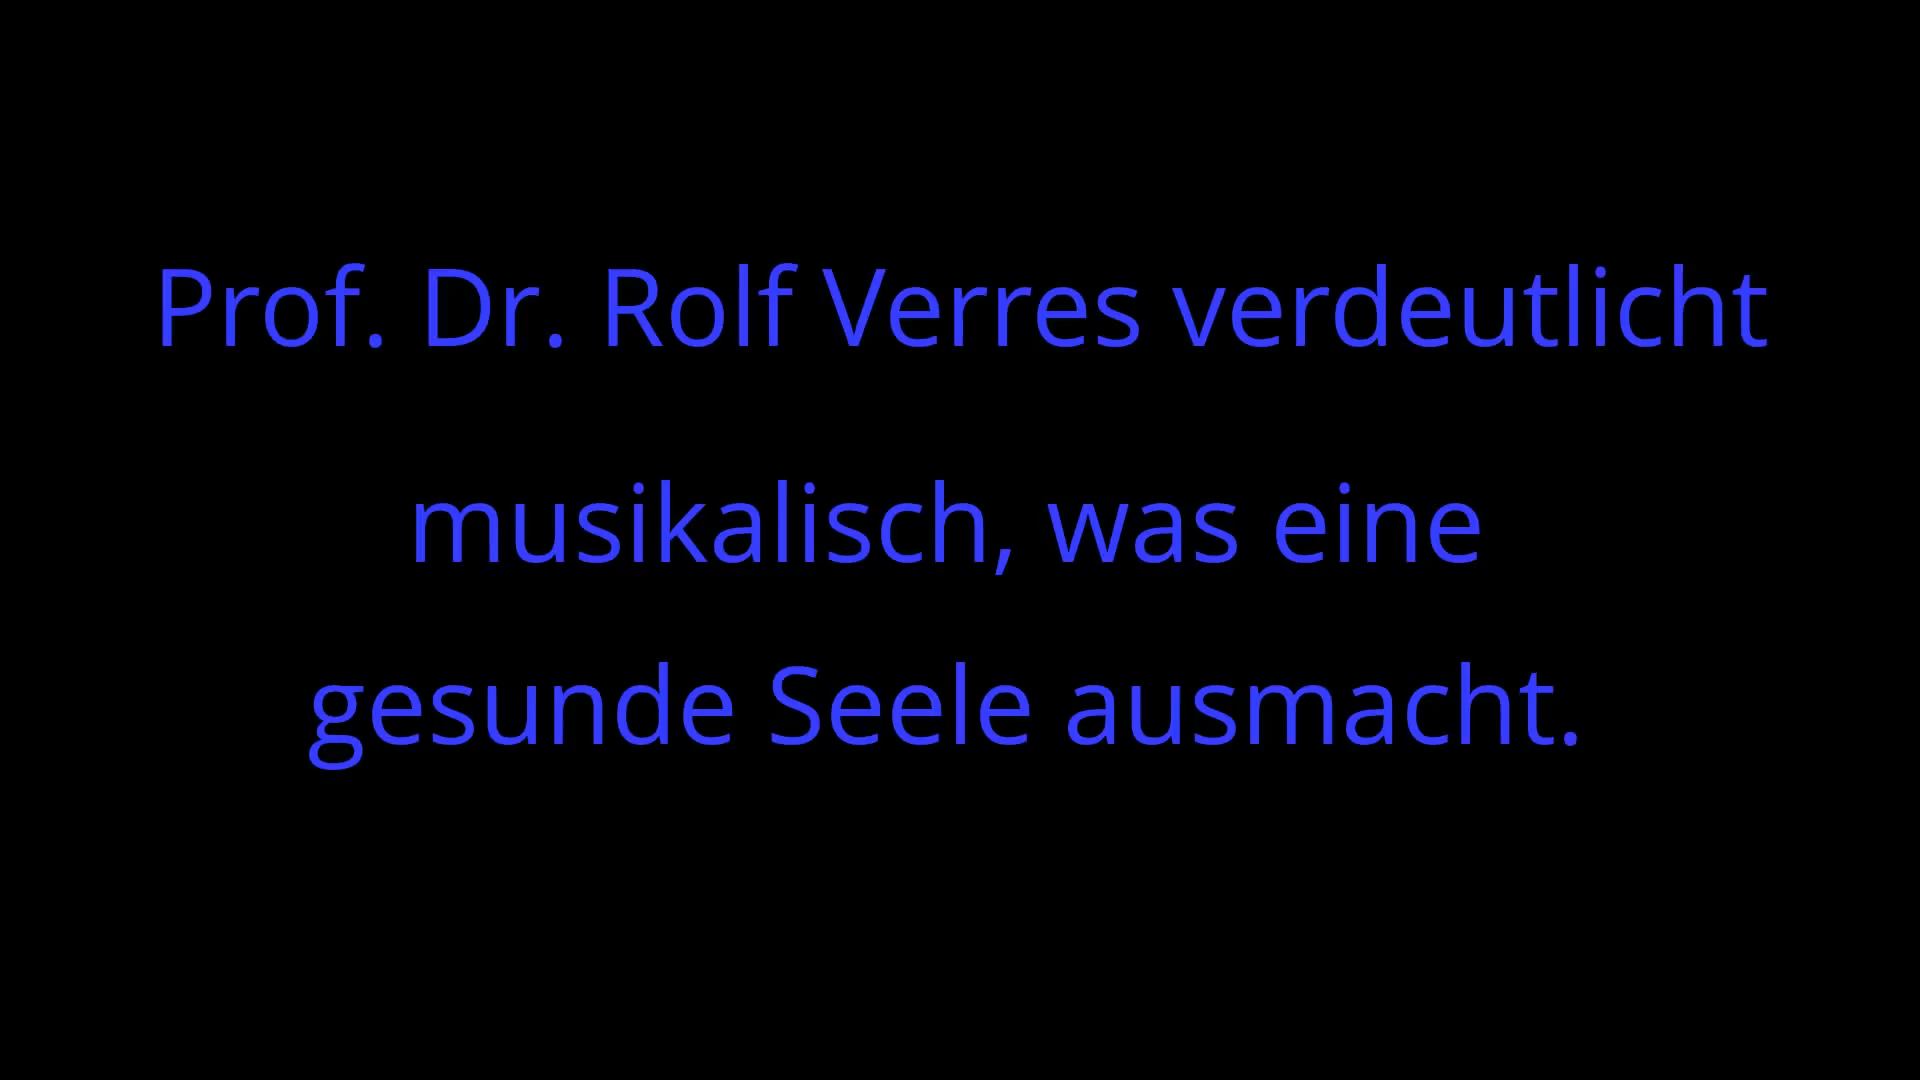 Prof. Dr. Rolf Verres verdeutlicht
musikalisch, was eine
gesunde Seele ausmacht.